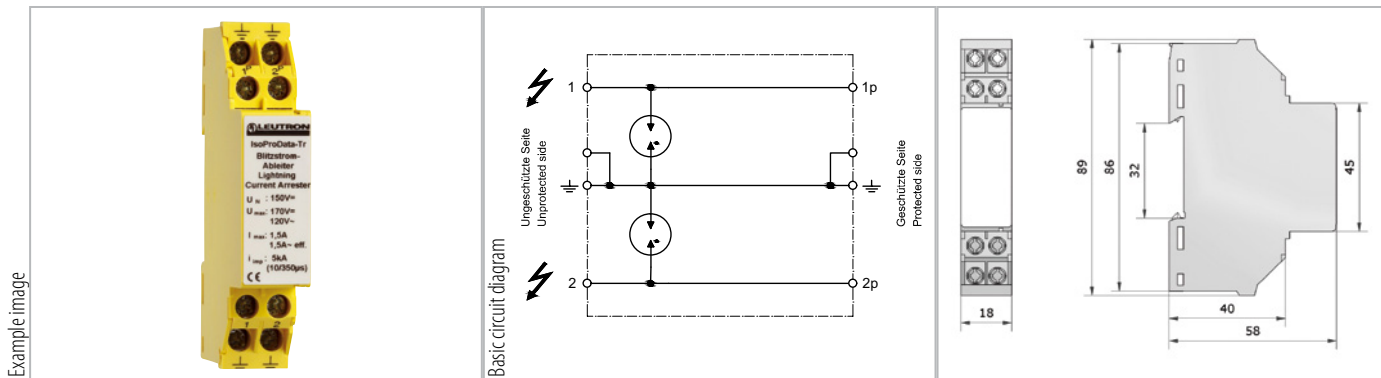 Example image
1p 2p
LEUTRON
IsoProData-Tr
Blitzstrom-
Ableiter
Lightning
Current Arrester
U N : 150V=
U max: 170V=
120V~
I max: 1,5A
1,5A~ eff.
i imp : 5kA
(10/350µs)
CE
1 2
Basic circuit diagram
1
1p
Ungeschützte Seite
Unprotected side
Geschützte Seite
Protected side
2
2p
18
89
86
32
45
40
58